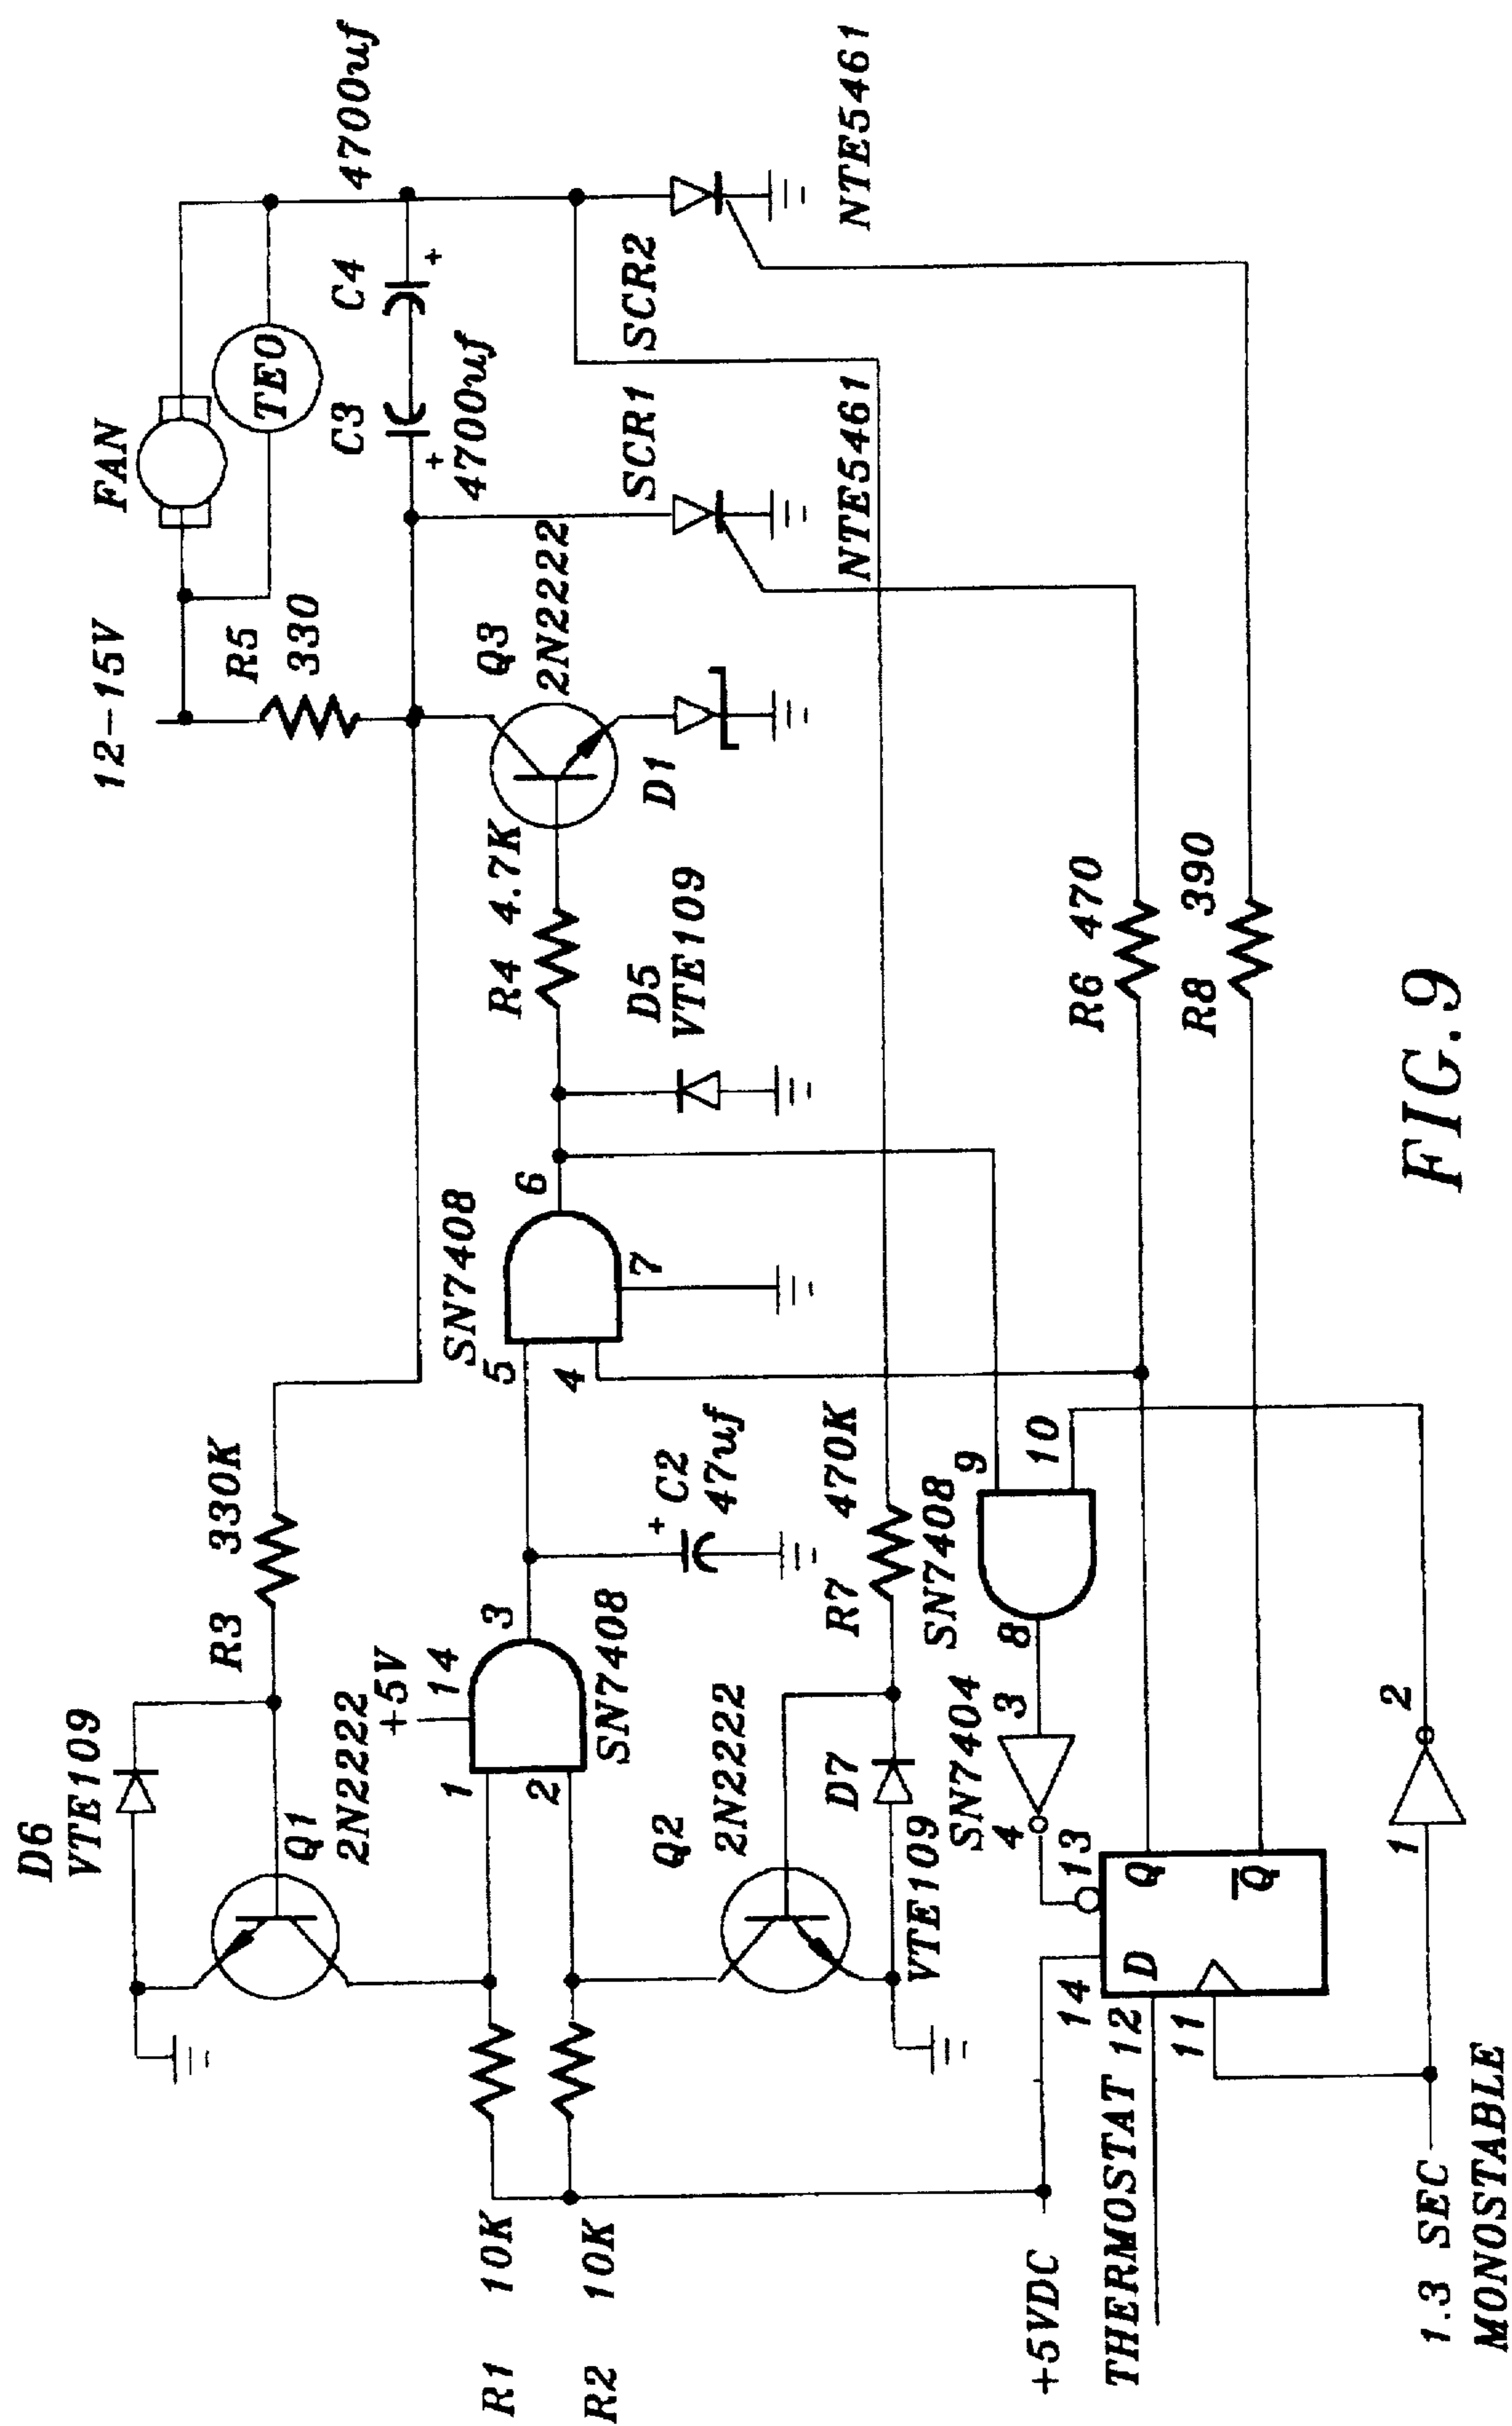 12-15V
FAN
TEO
R5
330
C3
C4
4700uf
4700uf
Q3
2N2222
SCR1
SCR2
NTE5461
NTE5461
D1
R4 4.7K
D5
VTE109
R6 470
R8 390
D6
VTE109
R3 330K
Q1
2N2222
+5V
14
1
2
3
SN7408
C2
47uf
+
+
+
SN7408
5
4
6
7
Q2
2N2222
D7
VTE109
R7 470K
SN7408
9
10
8
SN7404
3
4
13
Q
Q
D
14
12
11
1
2
R1 10K
R2 10K
+5VDC
THERMOSTAT
1.3 SEC
MONOSTABLE
FIG.9